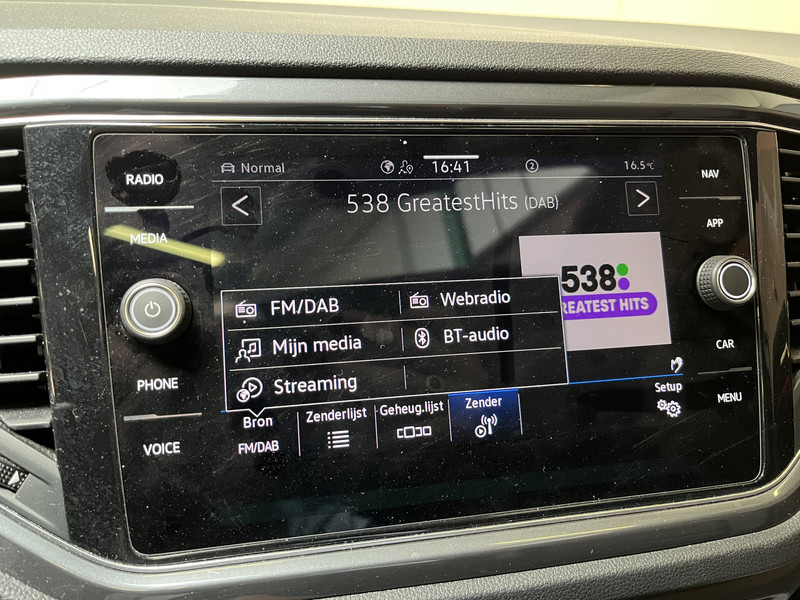 RADIO
MEDIA
PHONE
VOICE
Normal
16:41
2
16.5°C
538 GreatestHits (DAB)
538
REATEST HITS
FM/DAB
Webradio
Mijn media
BT-audio
Streaming
Bron
FM/DAB
Zenderlijst
Geheug.lijst
Zender
Setup
NAV
APP
CAR
MENU